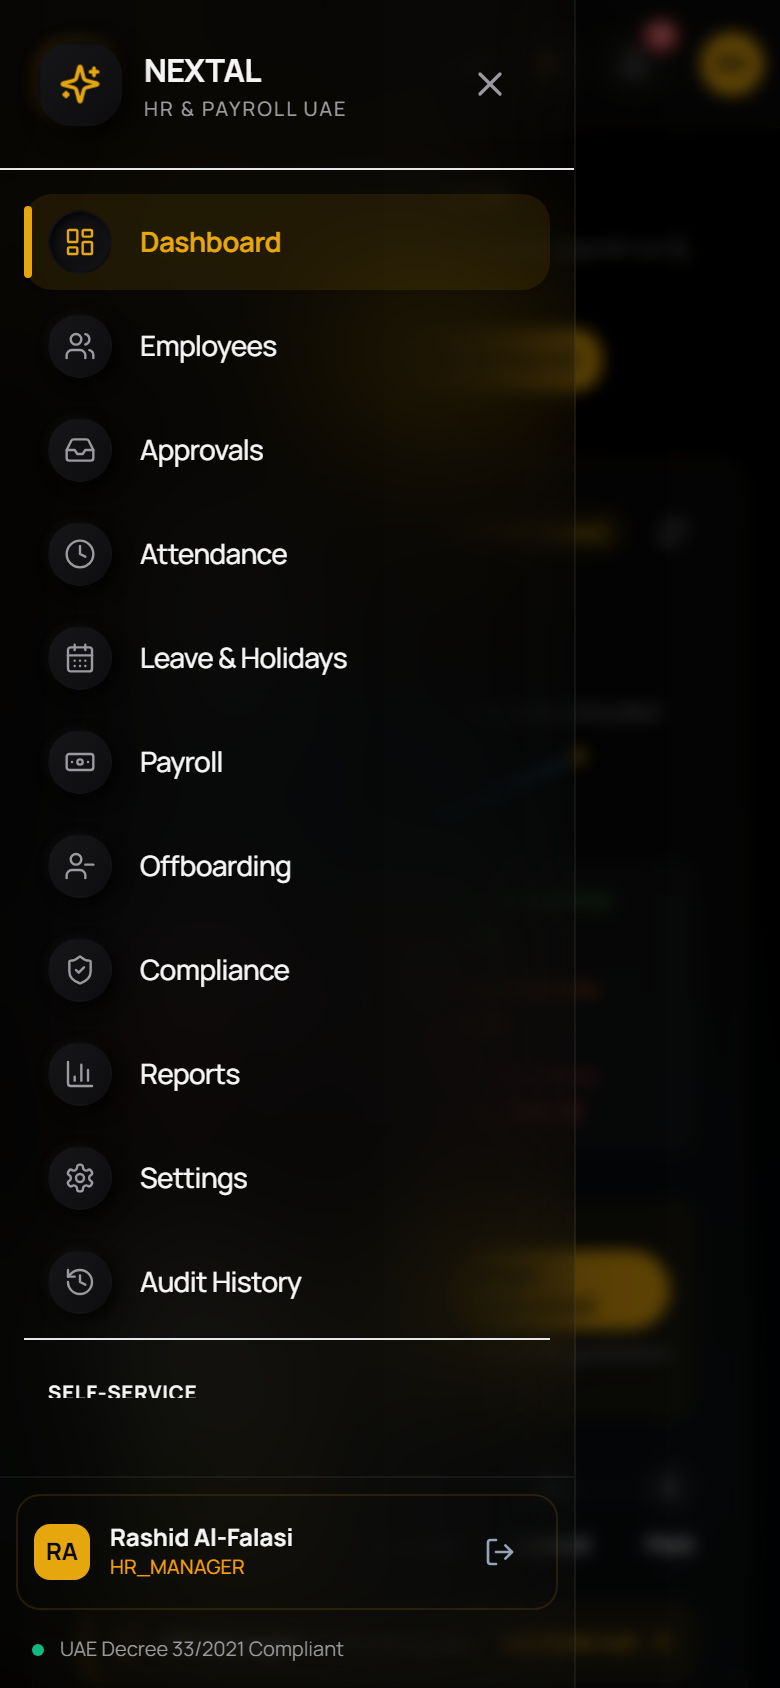 NEXTAL
HR & PAYROLL UAE
Dashboard
Employees
Approvals
Attendance
Leave & Holidays
Payroll
Offboarding
Compliance
Reports
Settings
Audit History
SELF-SERVICE
RA
Rashid Al-Falasi
HR_MANAGER
UAE Decree 33/2021 Compliant